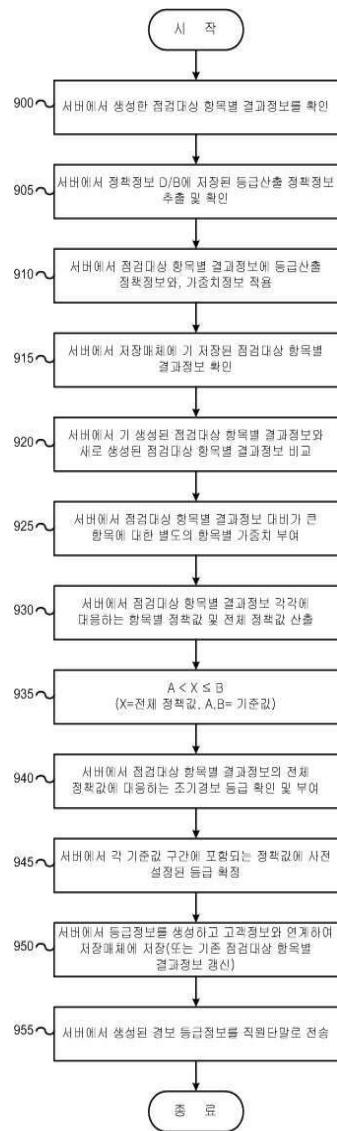 시 작
900
서버에서 생성한 점검대상 항목별 결과정보를 확인
905
서버에서 정책정보 D/B에 저장된 등급산출 정책정보
추출 및 확인
910
서버에서 점검대상 항목별 결과정보에 등급산출
정책정보와, 가중치정보 적용
915
서버에서 저장매체에 기 저장된 점검대상 항목별
결과정보 확인
920
서버에서 기 생성된 점검대상 항목별 결과정보와
새로 생성된 점검대상 항목별 결과정보 비교
925
서버에서 점검대상 항목별 결과정보 대비가 큰
항목에 대한 별도의 항목별 가중치 부여
930
서버에서 점검대상 항목별 결과정보 각각에
대응하는 항목별 정책값 및 전체 정책값 산출
935
A < X ≤ B
(X=전체 정책값, A,B= 기준값)
940
서버에서 점검대상 항목별 결과정보의 전체
정책값에 대응하는 조기경보 등급 확인 및 부여
945
서버에서 각 기준값 구간에 포함되는 정책값에 사전
설정된 등급 확정
950
서버에서 등급정보를 생성하고 고객정보와 연계하여
저장매체에 저장(또는 기존 점검대상 항목별
결과정보 갱신)
955
서버에서 생성된 경보 등급정보를 직원단말로 전송
종 료